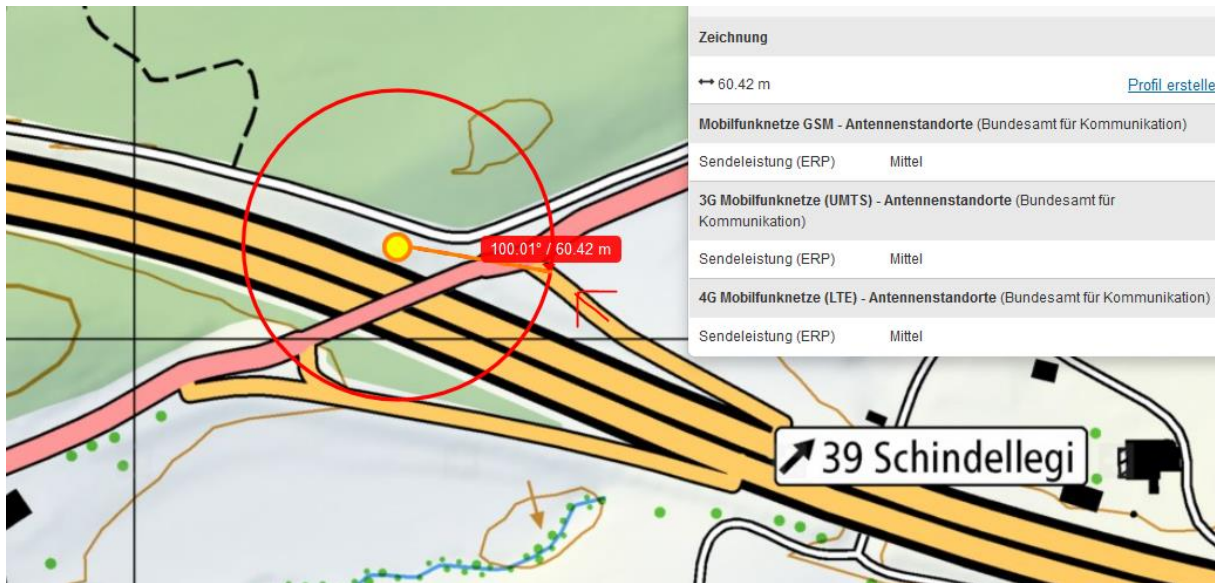 Zeichnung
↔ 60.42 m
Profil erstelle
Mobilfunknetze GSM - Antennenstandorte (Bundesamt für Kommunikation)
Sendeleistung (ERP) Mittel
3G Mobilfunknetze (UMTS) - Antennenstandorte (Bundesamt für
Kommunikation)
Sendeleistung (ERP) Mittel
4G Mobilfunknetze (LTE) - Antennenstandorte (Bundesamt für Kommunikation)
Sendeleistung (ERP) Mittel
100.01° / 60.42 m
39 Schindellegi